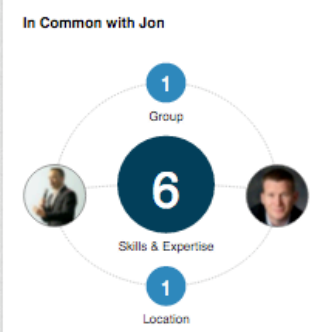 In Common with Jon
1
Group
6
Skills & Expertise
1
Location